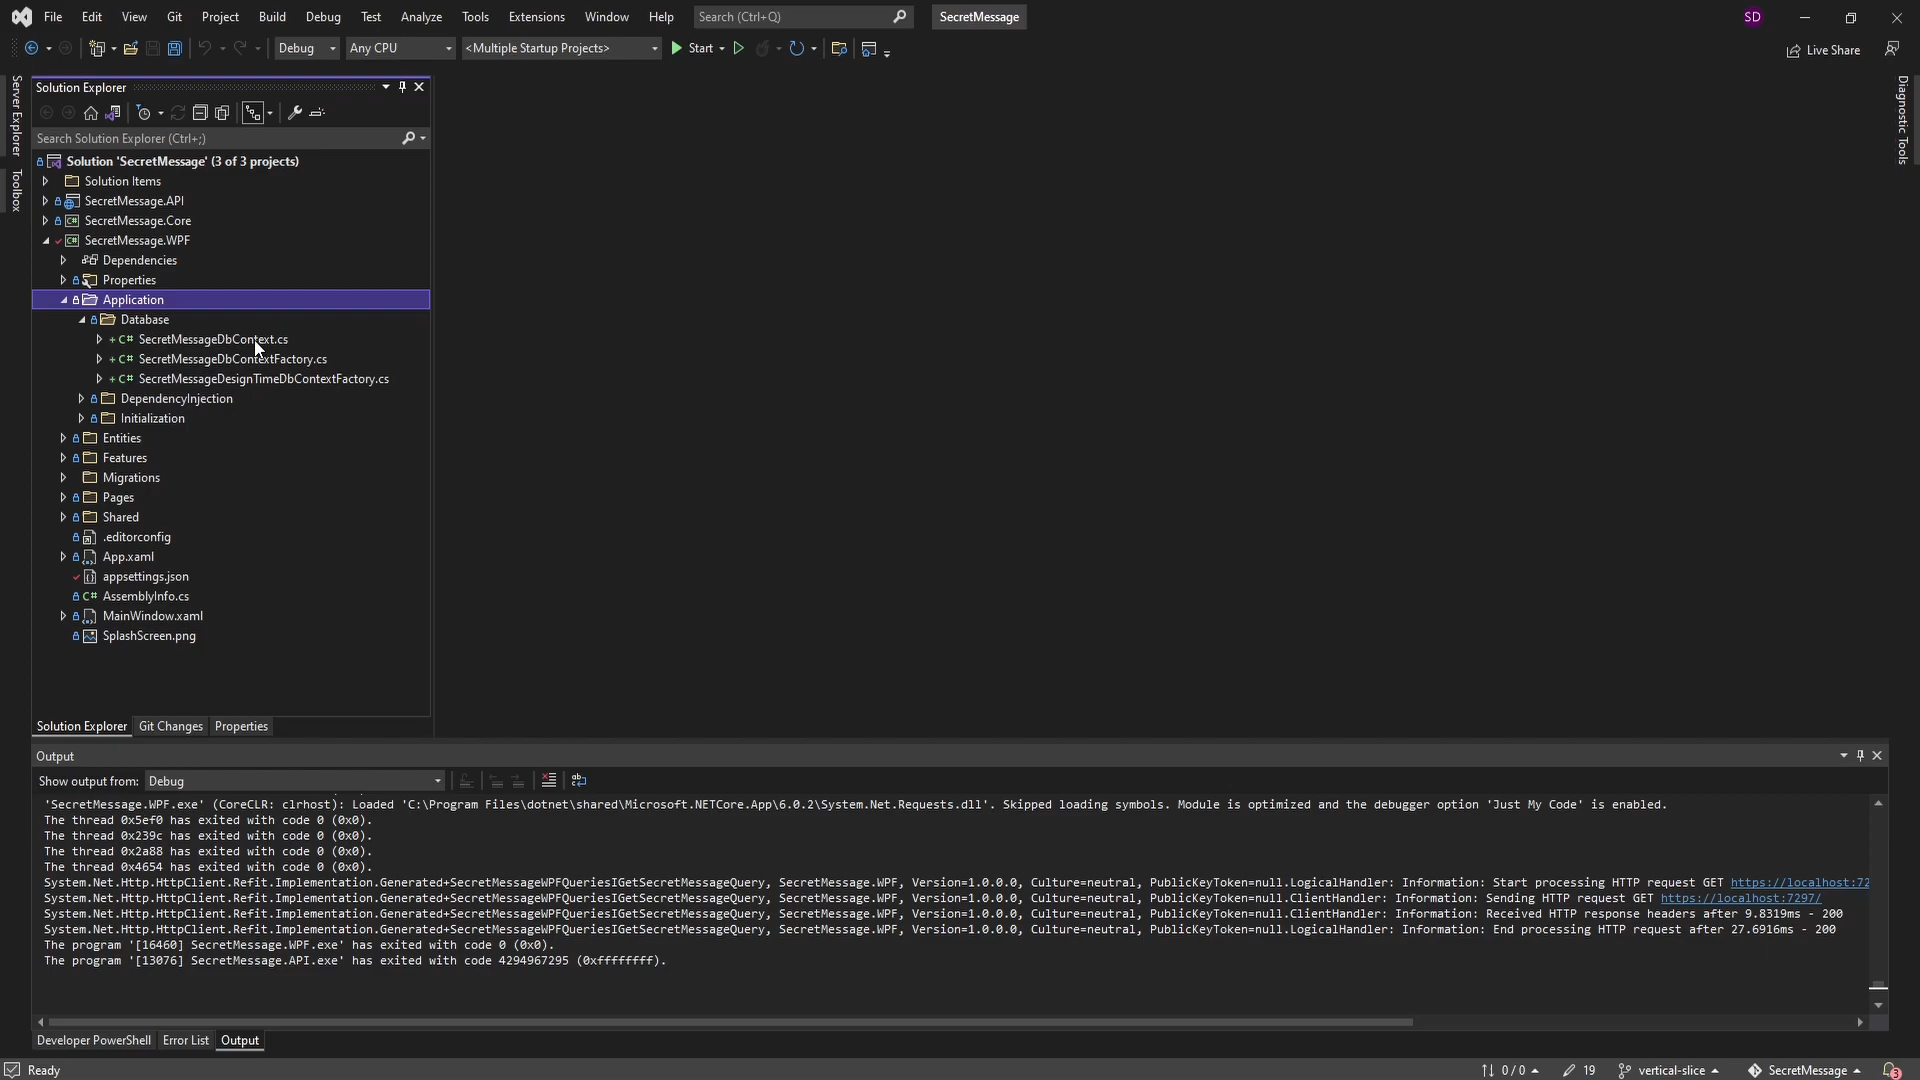 File Edit View Git Project Build Debug Test Analyze Tools Extensions Window Help Search (Ctrl+Q) SecretMessage SD
Debug Any CPU <Multiple Startup Projects> Start Live Share
Server Explorer
Toolbox
Diagnostic Tools
Solution Explorer
Search Solution Explorer (Ctrl+;)
Solution 'SecretMessage' (3 of 3 projects)
Solution Items
SecretMessage.API
C# SecretMessage.Core
C# SecretMessage.WPF
Dependencies
Properties
Application
Database
+ C# SecretMessageDbContext.cs
+ C# SecretMessageDbContextFactory.cs
+ C# SecretMessageDesignTimeDbContextFactory.cs
DependencyInjection
Initialization
Entities
Features
Migrations
Pages
Shared
.editorconfig
App.xaml
appsettings.json
C# AssemblyInfo.cs
MainWindow.xaml
SplashScreen.png
Solution Explorer Git Changes Properties
Output
Show output from: Debug
'SecretMessage.WPF.exe' (CoreCLR: clrhost): Loaded 'C:\Program Files\dotnet\shared\Microsoft.NETCore.App\6.0.2\System.Net.Requests.dll'. Skipped loading symbols. Module is optimized and the debugger option 'Just My Code' is enabled.
The thread 0x5ef0 has exited with code 0 (0x0).
The thread 0x239c has exited with code 0 (0x0).
The thread 0x2a88 has exited with code 0 (0x0).
The thread 0x4654 has exited with code 0 (0x0).
System.Net.Http.HttpClient.Refit.Implementation.Generated+SecretMessageWPFQueriesIGetSecretMessageQuery, SecretMessage.WPF, Version=1.0.0.0, Culture=neutral, PublicKeyToken=null.LogicalHandler: Information: Start processing HTTP request GET https://localhost:72
System.Net.Http.HttpClient.Refit.Implementation.Generated+SecretMessageWPFQueriesIGetSecretMessageQuery, SecretMessage.WPF, Version=1.0.0.0, Culture=neutral, PublicKeyToken=null.ClientHandler: Information: Sending HTTP request GET https://localhost:7297/
System.Net.Http.HttpClient.Refit.Implementation.Generated+SecretMessageWPFQueriesIGetSecretMessageQuery, SecretMessage.WPF, Version=1.0.0.0, Culture=neutral, PublicKeyToken=null.ClientHandler: Information: Received HTTP response headers after 9.8319ms - 200
System.Net.Http.HttpClient.Refit.Implementation.Generated+SecretMessageWPFQueriesIGetSecretMessageQuery, SecretMessage.WPF, Version=1.0.0.0, Culture=neutral, PublicKeyToken=null.LogicalHandler: Information: End processing HTTP request after 27.6916ms - 200
The program '[16460] SecretMessage.WPF.exe' has exited with code 0 (0x0).
The program '[13076] SecretMessage.API.exe' has exited with code 4294967295 (0xffffffff).
Developer PowerShell Error List Output
Ready 0 / 0 19 vertical-slice SecretMessage 3